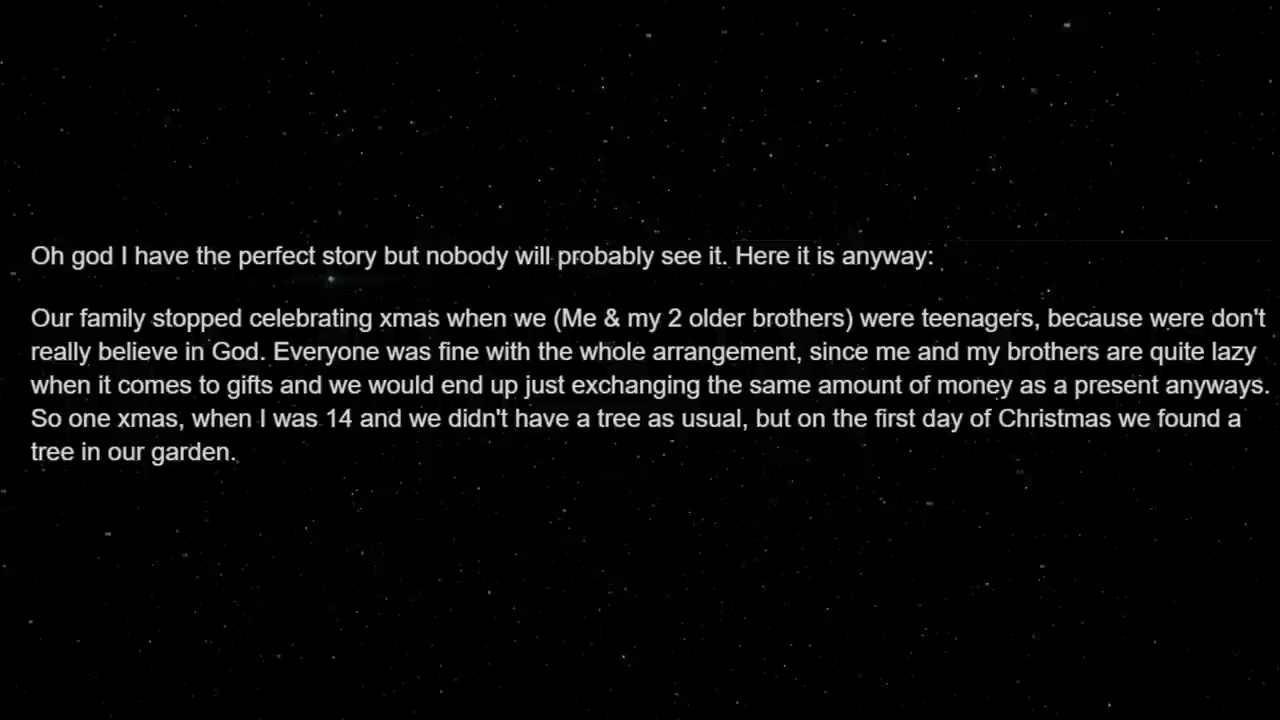 Oh god I have the perfect story but nobody will probably see it. Here it is anyway:
Our family stopped celebrating xmas when we (Me & my 2 older brothers) were teenagers, because were don't
really believe in God. Everyone was fine with the whole arrangement, since me and my brothers are quite lazy
when it comes to gifts and we would end up just exchanging the same amount of money as a present anyways.
So one xmas, when I was 14 and we didn't have a tree as usual, but on the first day of Christmas we found a
tree in our garden.